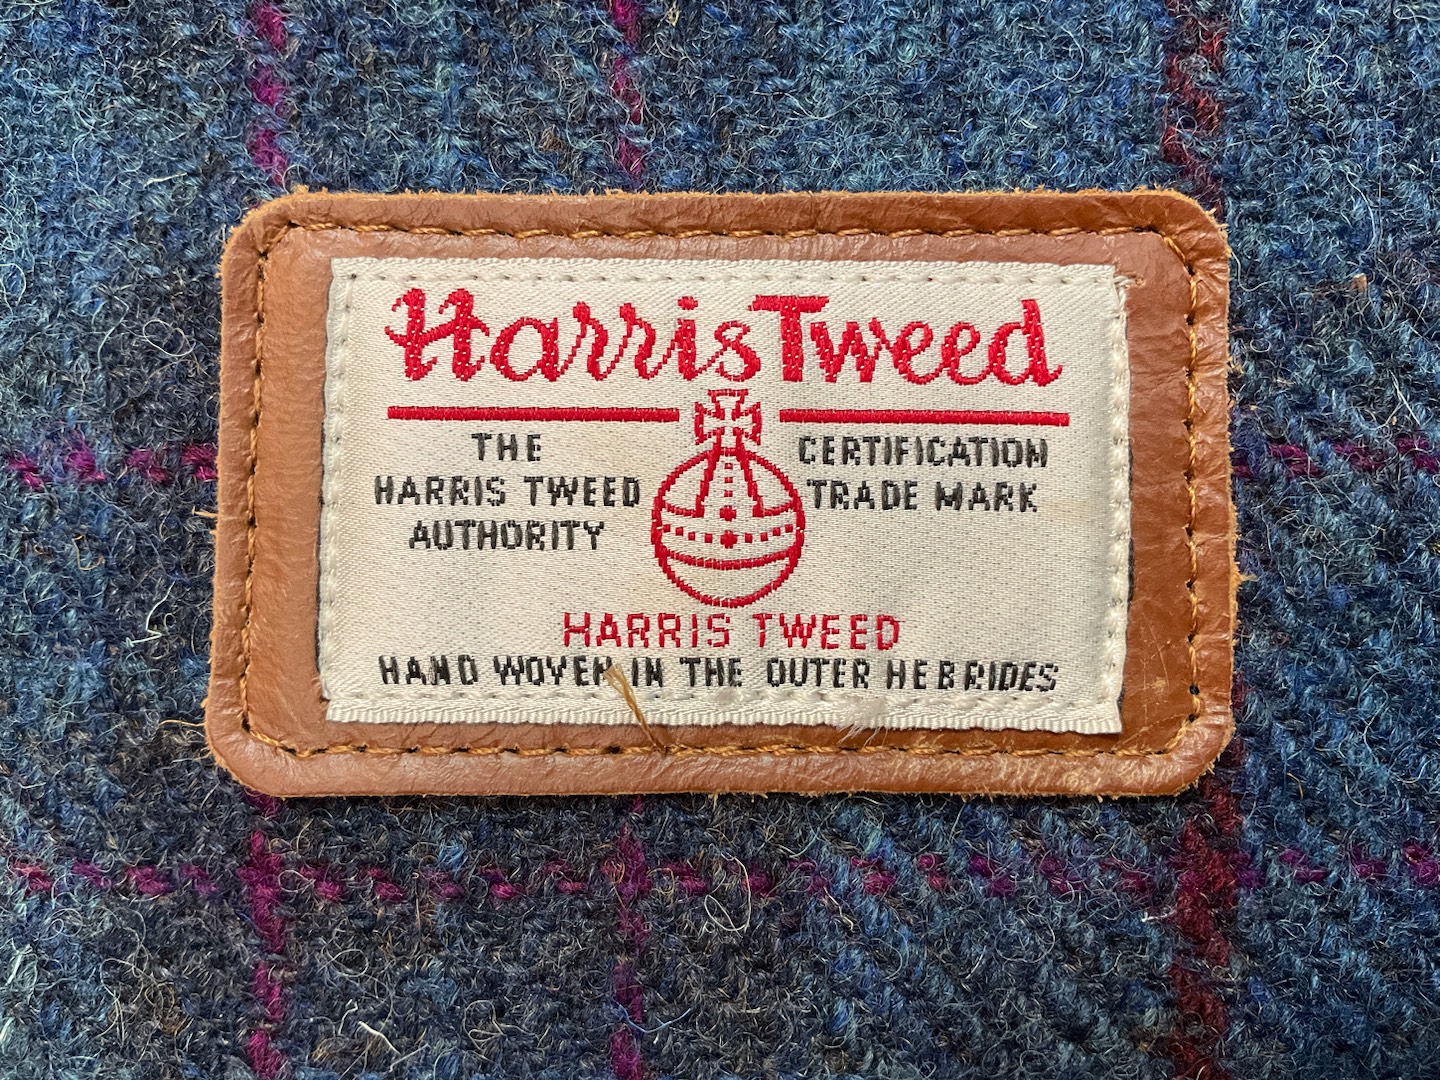 Harris Tweed
THE
HARRIS TWEED
AUTHORITY
CERTIFICATION
TRADE MARK
HARRIS TWEED
HAND WOVEN IN THE OUTER HEBRIDES